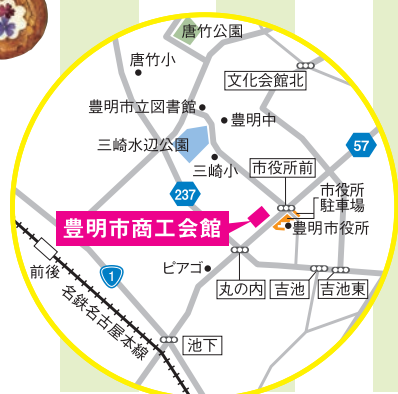 唐竹公園
唐竹小
文化会館北
豊明市立図書館
豊明中
三崎水辺公園
三崎小
57
市役所前
237
市役所
駐車場
豊明市商工会館
豊明市役所
前後
1
ピアゴ
丸の内
吉池
吉池東
名鉄名古屋本線
池下